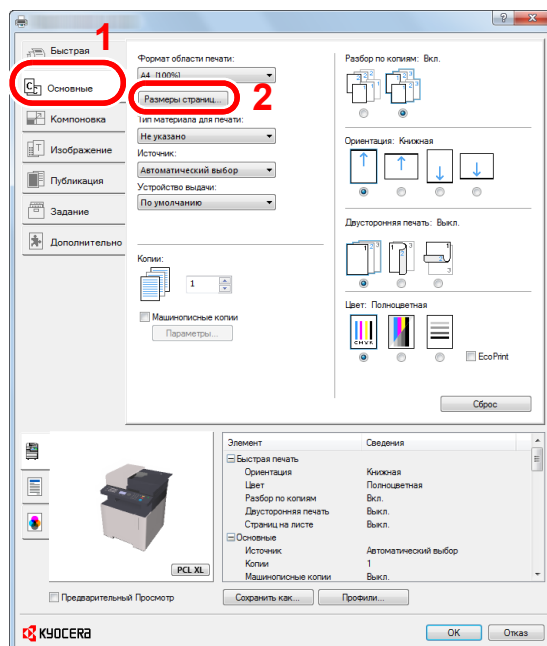 1
Быстрая
Основные
Компоновка
Изображение
Публикация
Задание
Дополнительно
Формат области печати:
A4 [100%]
Размеры страниц...
2
Тип материала для печати:
Не указано
Источник:
Автоматический выбор
Устройство выдачи:
По умолчанию
Копии:
1
Машинописные копии
Параметры...
Разбор по копиям: Вкл.
Ориентация: Книжная
Двусторонняя печать: Выкл.
Цвет: Полноцветная
CMYK
EcoPrint
Сброс
Элемент Сведения
Быстрая печать
Ориентация Книжная
Цвет Полноцветная
Разбор по копиям Вкл.
Двусторонняя печать Выкл.
Страниц на листе Выкл.
Основные
Источник Автоматический выбор
Копии 1
Машинописные копии Выкл.
PCL XL
Предварительный Просмотр
Сохранить как...
Профили...
KYOCERA
OK
Отказ